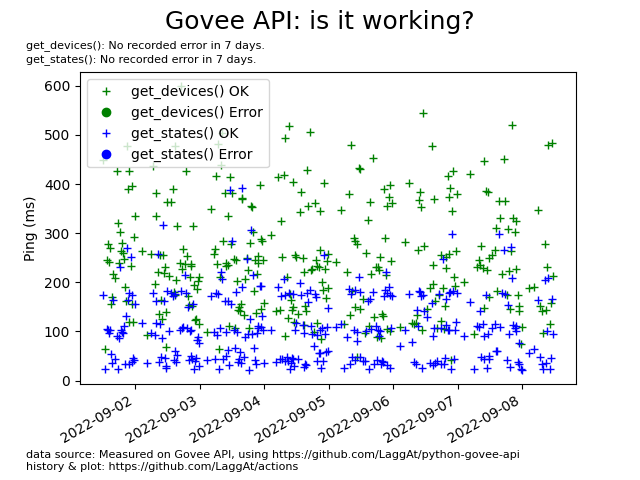 Govee API: is it working?
get_devices(): No recorded error in 7 days.
get_states(): No recorded error in 7 days.
600
500
400
300
200
100
0
Ping (ms)
get_devices() OK
get_devices() Error
get_states() OK
get_states() Error
2022-09-02
2022-09-03
2022-09-04
2022-09-05
2022-09-06
2022-09-07
2022-09-08
data source: Measured on Govee API, using https://github.com/LaggAt/python-govee-api
history & plot: https://github.com/LaggAt/actions